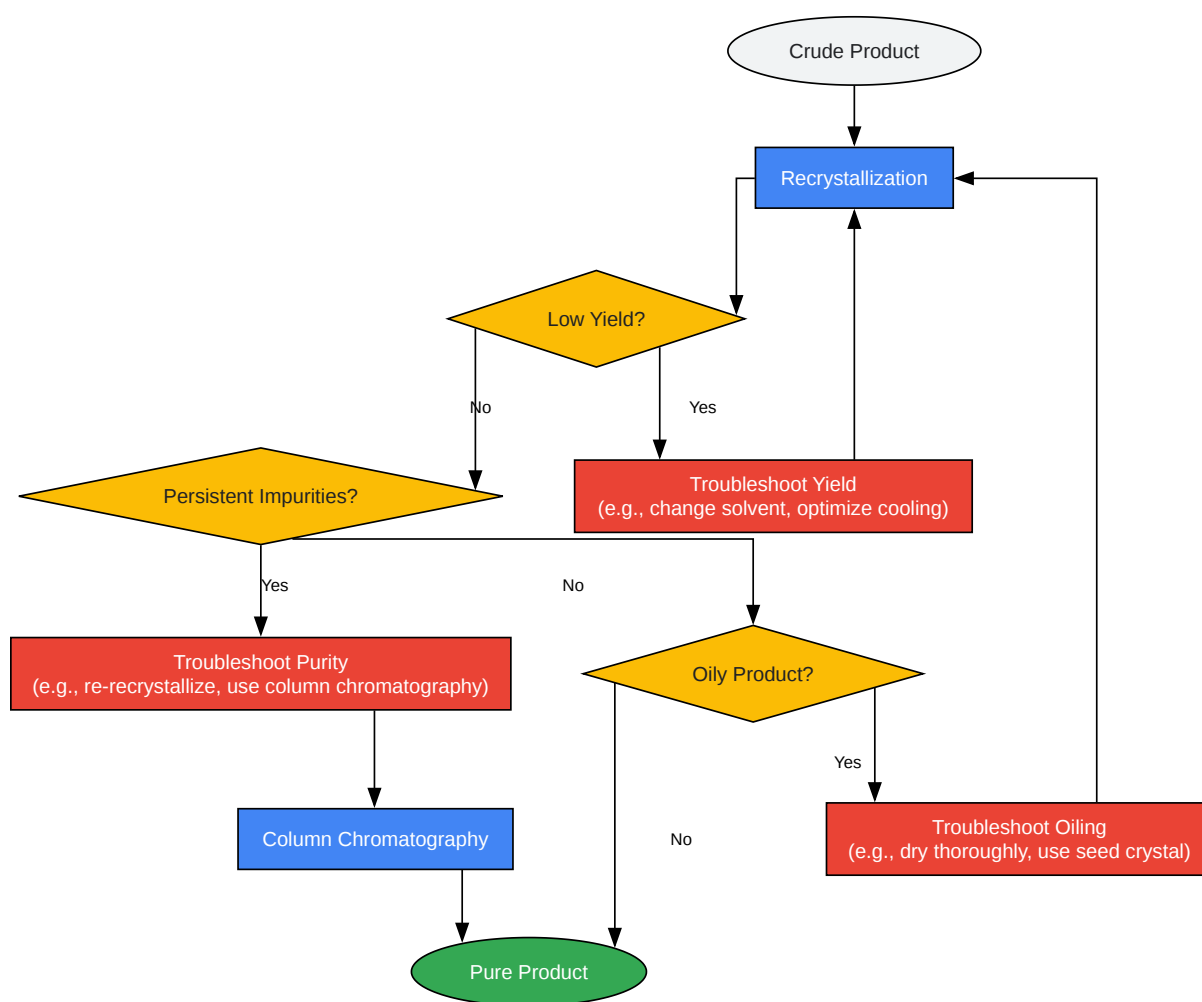 Crude Product
Recrystallization
Low Yield?
No
Yes
Persistent Impurities?
Troubleshoot Yield
(e.g., change solvent, optimize cooling)
Yes
No
Troubleshoot Purity
(e.g., re-recrystallize, use column chromatography)
Oily Product?
Yes
Column Chromatography
No
Troubleshoot Oiling
(e.g., dry thoroughly, use seed crystal)
Pure Product